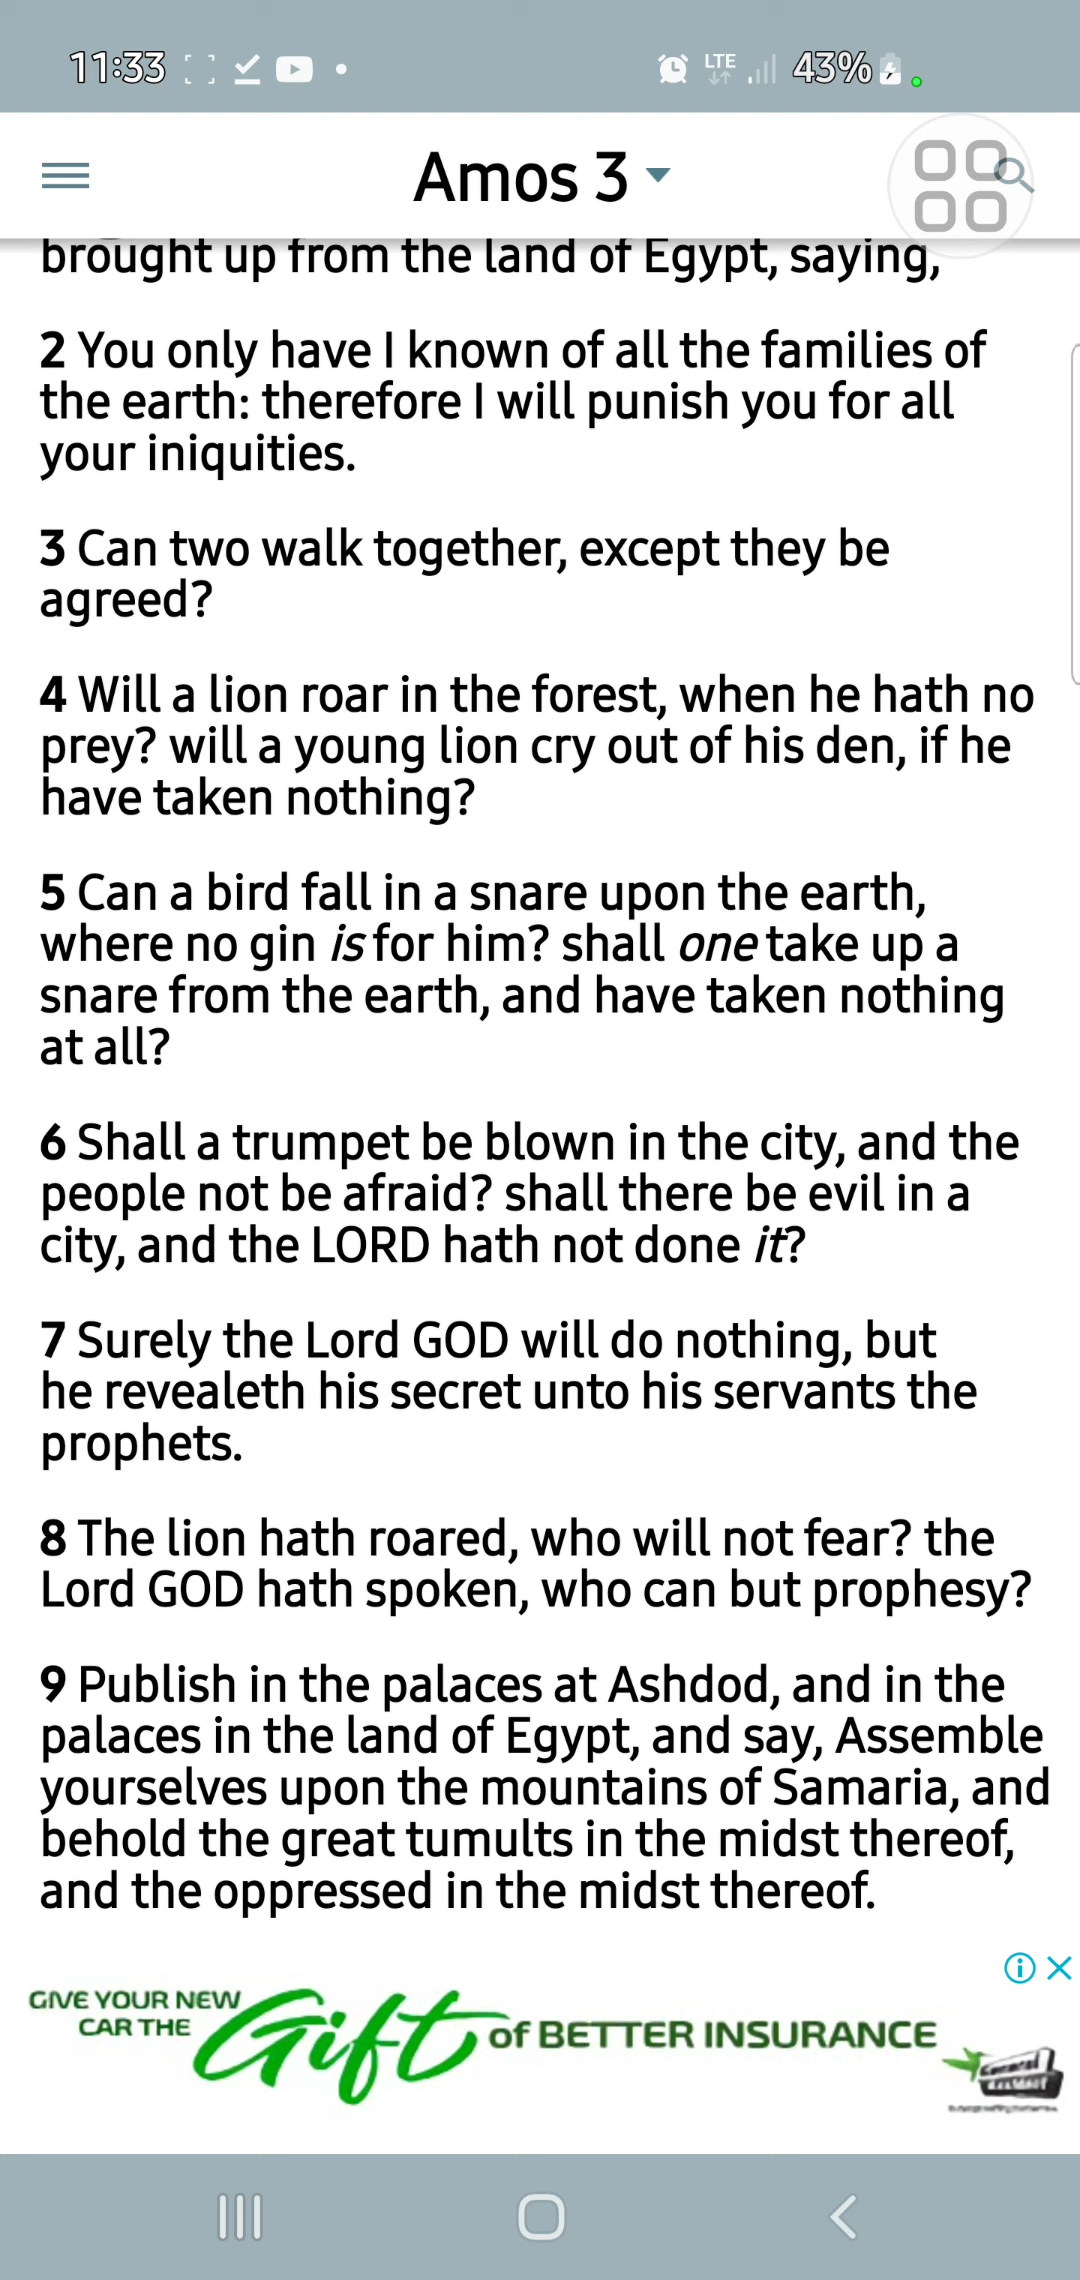 11:33
LTE
43%
Amos 3
brought up from the land of Egypt, saying,
2 You only have I known of all the families of
the earth: therefore I will punish you for all
your iniquities.
3 Can two walk together, except they be
agreed?
4 Will a lion roar in the forest, when he hath no
prey? will a young lion cry out of his den, if he
have taken nothing?
5 Can a bird fall in a snare upon the earth,
where no gin is for him? shall one take up a
snare from the earth, and have taken nothing
at all?
6 Shall a trumpet be blown in the city, and the
people not be afraid? shall there be evil in a
city, and the LORD hath not done it?
7 Surely the Lord GOD will do nothing, but
he revealeth his secret unto his servants the
prophets.
8 The lion hath roared, who will not fear? the
Lord GOD hath spoken, who can but prophesy?
9 Publish in the palaces at Ashdod, and in the
palaces in the land of Egypt, and say, Assemble
yourselves upon the mountains of Samaria, and
behold the great tumults in the midst thereof,
and the oppressed in the midst thereof.
GIVE YOUR NEW
CAR THE
Gift of BETTER INSURANCE